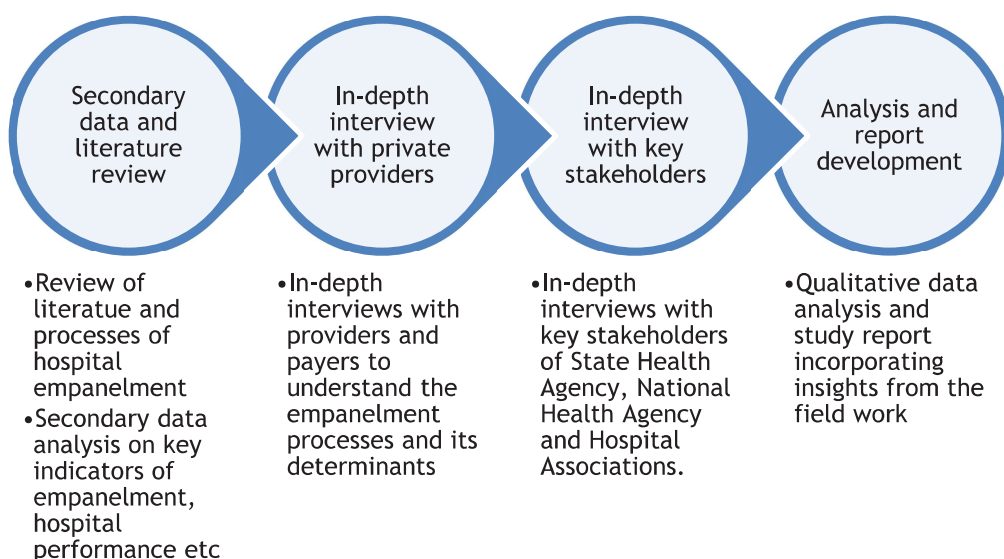 Secondary
data and
literature
review
In-depth
interview
with private
providers
In-depth
interview
with key
stakeholders
Analysis and
report
development
•Review of
literatue and
processes of
hospital
empanelment
•Secondary data
analysis on key
indicators of
empanelment,
hospital
performance etc
•In-depth
interviews with
providers and
payers to
understand the
empanelment
processes and its
determinants
•In-depth
interviews with
key stakeholders
of State Health
Agency, National
Health Agency
and Hospital
Associations.
•Qualitative data
analysis and
study report
incorporating
insights from the
field work